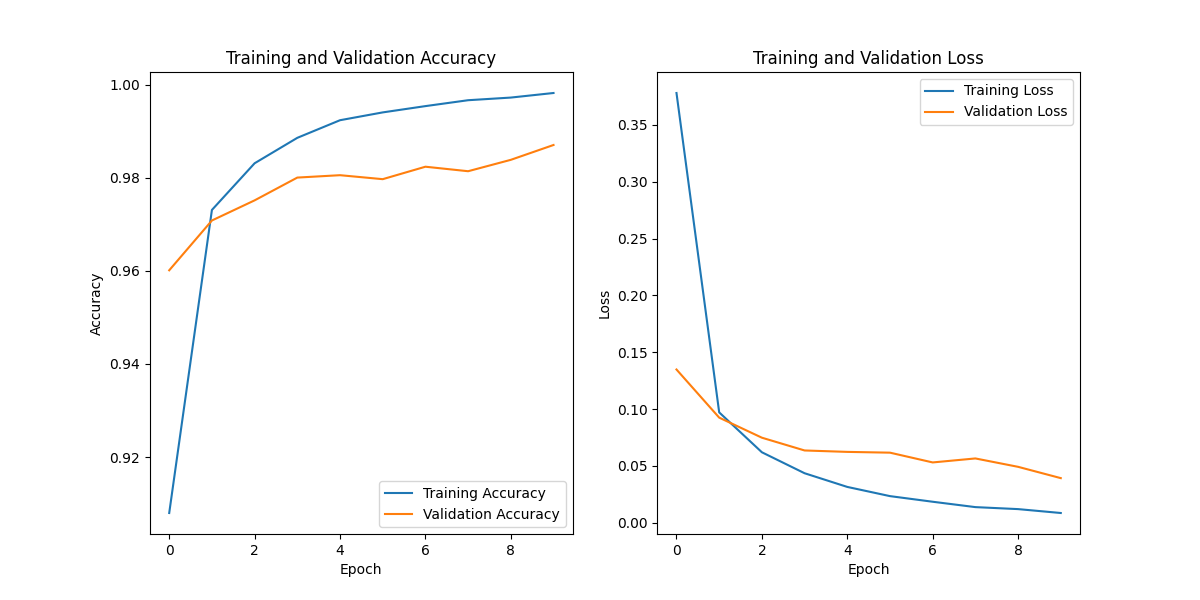 Training and Validation Accuracy
1.00
0.98
0.96
0.94
0.92
Accuracy
0 2 4 6 8
Epoch
Training Accuracy
Validation Accuracy
Training and Validation Loss
0.35
0.30
0.25
0.20
0.15
0.10
0.05
0.00
Loss
0 2 4 6 8
Epoch
Training Loss
Validation Loss